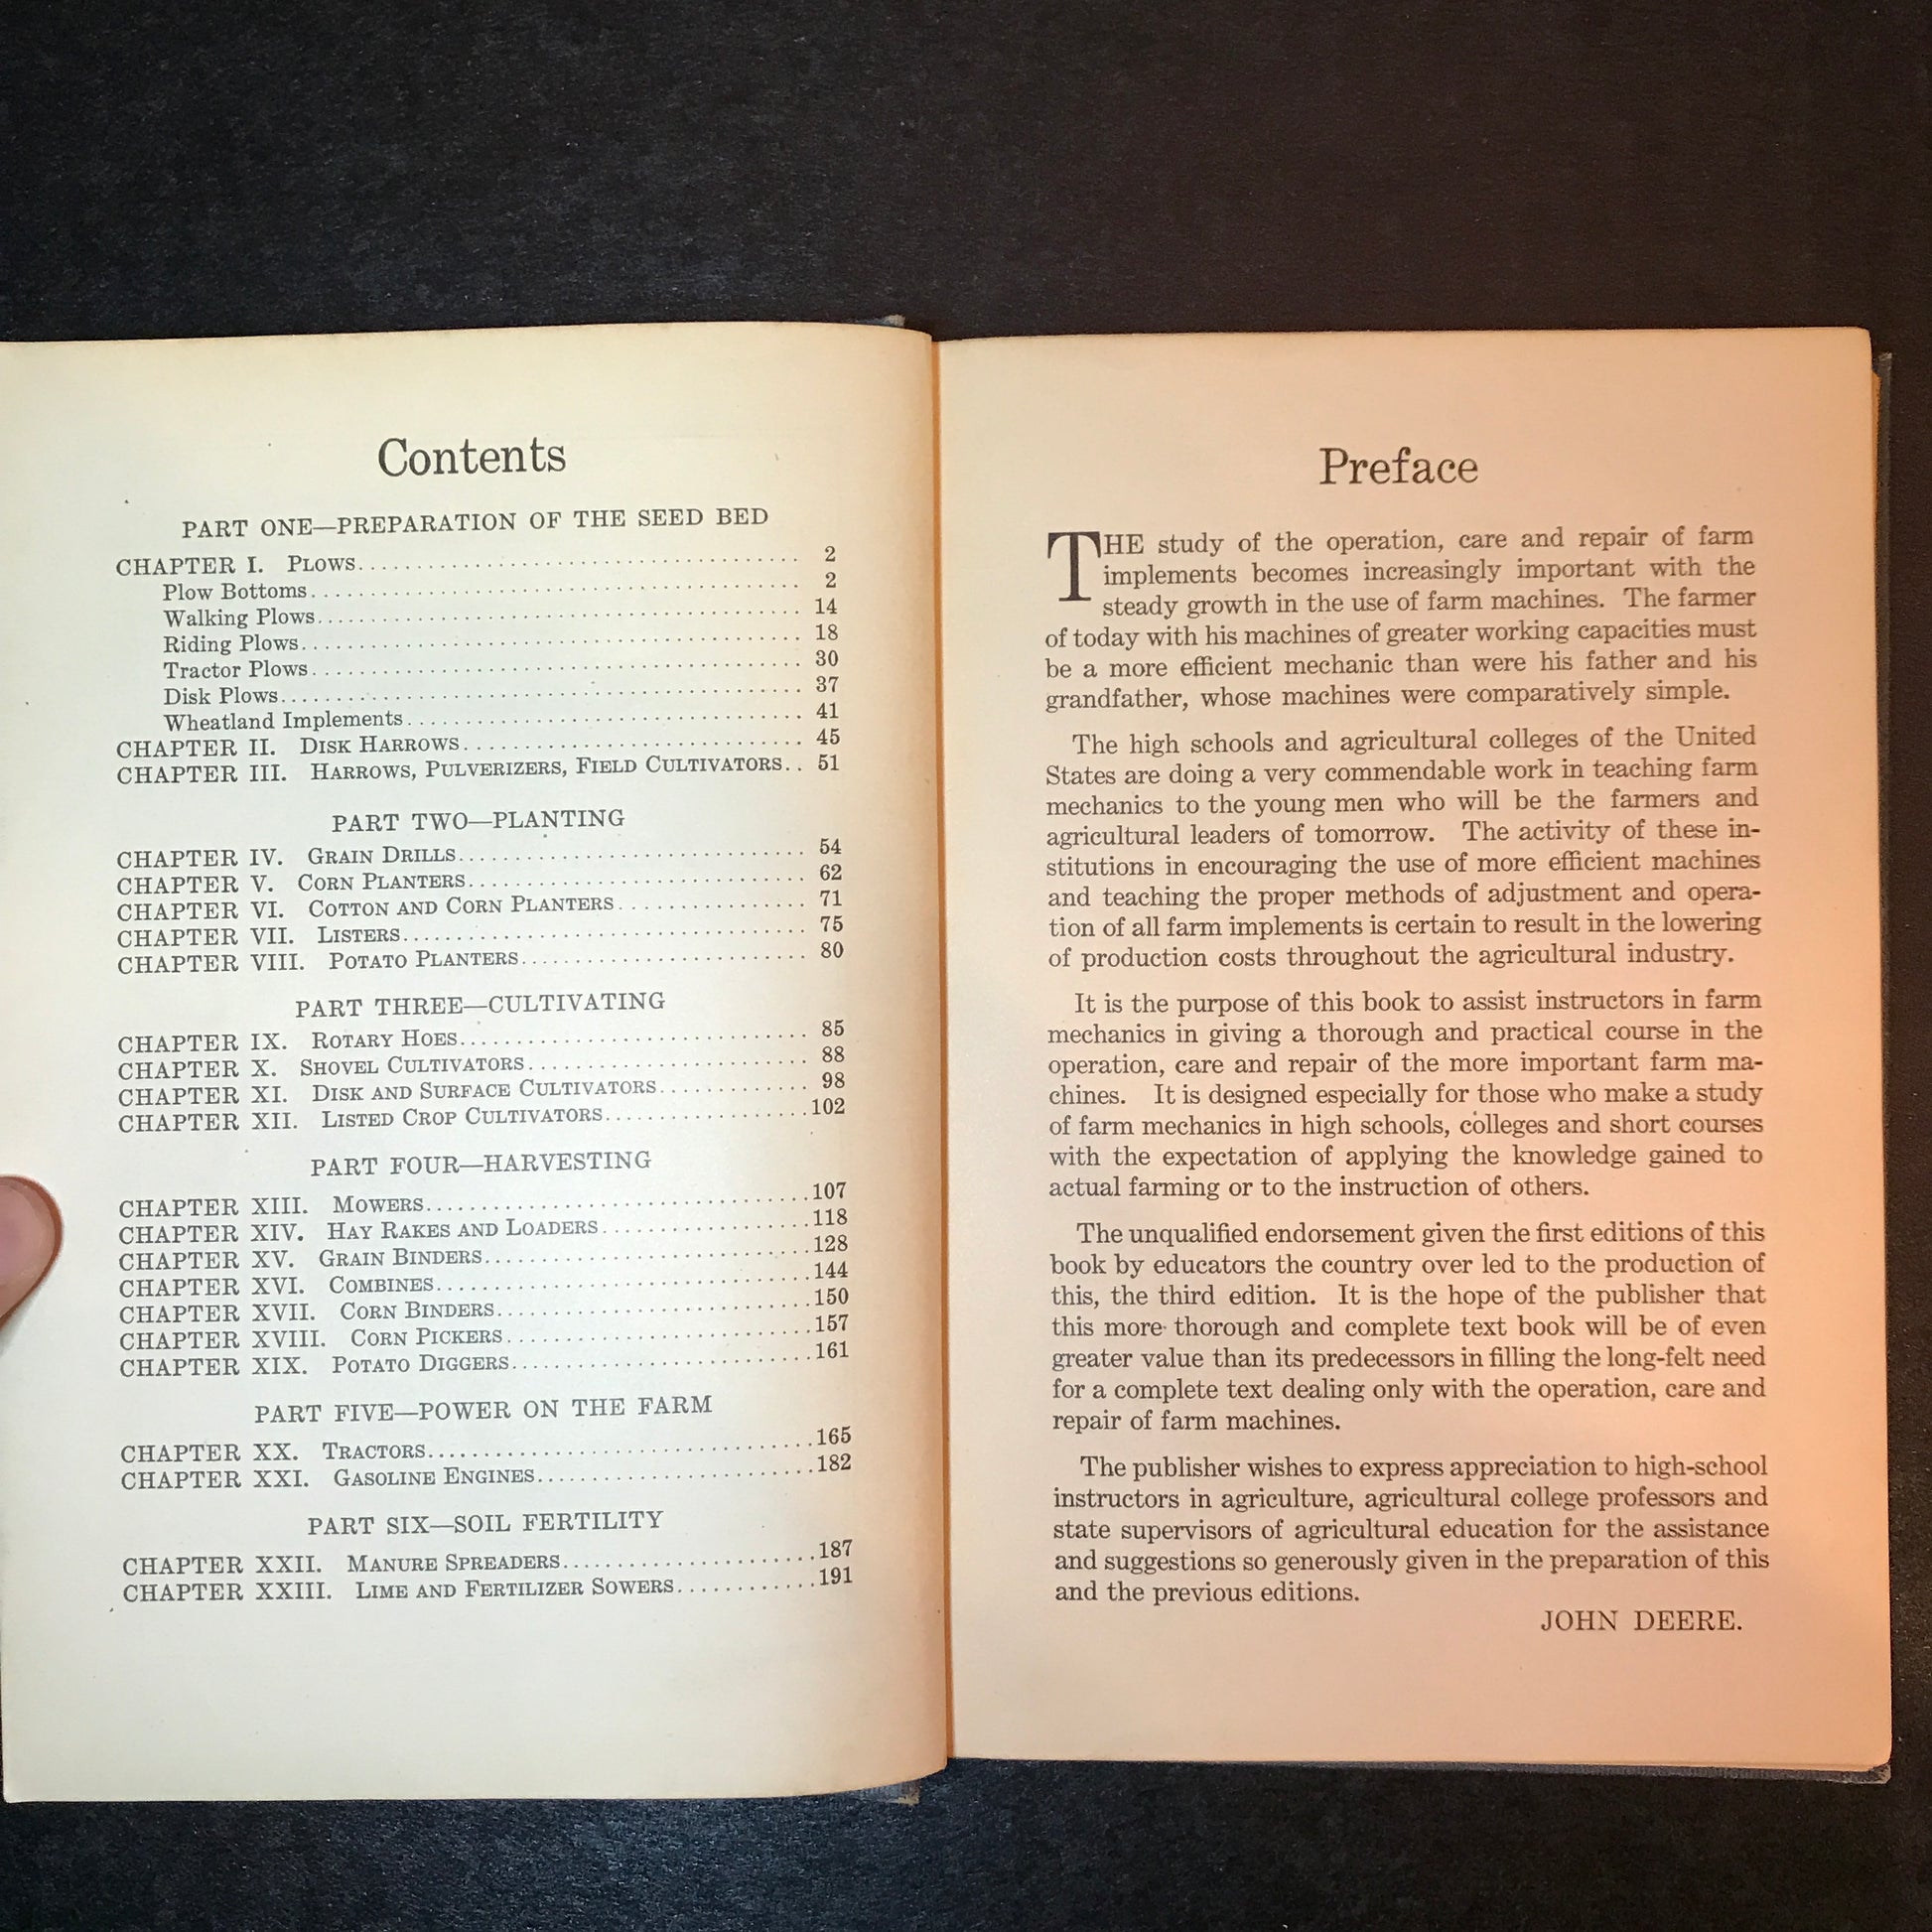 Contents
PART ONE—PREPARATION OF THE SEED BED
CHAPTER I. PLOWS........................................ 2
Plow Bottoms........................................ 2
Walking Plows........................................ 14
Riding Plows........................................ 18
Tractor Plows........................................ 30
Disk Plows........................................ 37
Wheatland Implements................................ 41
CHAPTER II. DISK HARROWS............................ 45
CHAPTER III. HARROWS, PULVERIZERS, FIELD CULTIVATORS.. 51
PART TWO—PLANTING
CHAPTER IV. GRAIN DRILLS............................ 54
CHAPTER V. CORN PLANTERS............................ 62
CHAPTER VI. COTTON AND CORN PLANTERS................ 71
CHAPTER VII. LISTERS................................ 75
CHAPTER VIII. POTATO PLANTERS....................... 80
PART THREE—CULTIVATING
CHAPTER IX. ROTARY HOES............................. 85
CHAPTER X. SHOVEL CULTIVATORS....................... 88
CHAPTER XI. DISK AND SURFACE CULTIVATORS............ 98
CHAPTER XII. LISTED CROP CULTIVATORS................102
PART FOUR—HARVESTING
CHAPTER XIII. MOWERS................................107
CHAPTER XIV. HAY RAKES AND LOADERS..................118
CHAPTER XV. GRAIN BINDERS...........................128
CHAPTER XVI. COMBINES...............................144
CHAPTER XVII. CORN BINDERS..........................150
CHAPTER XVIII. CORN PICKERS.........................157
CHAPTER XIX. POTATO DIGGERS.........................161
PART FIVE—POWER ON THE FARM
CHAPTER XX. TRACTORS................................165
CHAPTER XXI. GASOLINE ENGINES.......................182
PART SIX—SOIL FERTILITY
CHAPTER XXII. MANURE SPREADERS......................187
CHAPTER XXIII. LIME AND FERTILIZER SOWERS...........191
Preface
THE study of the operation, care and repair of farm
implements becomes increasingly important with the
steady growth in the use of farm machines. The farmer
of today with his machines of greater working capacities must
be a more efficient mechanic than were his father and his
grandfather, whose machines were comparatively simple.
The high schools and agricultural colleges of the United
States are doing a very commendable work in teaching farm
mechanics to the young men who will be the farmers and
agricultural leaders of tomorrow. The activity of these in-
stitutions in encouraging the use of more efficient machines
and teaching the proper methods of adjustment and opera-
tion of all farm implements is certain to result in the lowering
of production costs throughout the agricultural industry.
It is the purpose of this book to assist instructors in farm
mechanics in giving a thorough and practical course in the
operation, care and repair of the more important farm ma-
chines. It is designed especially for those who make a study
of farm mechanics in high schools, colleges and short courses
with the expectation of applying the knowledge gained to
actual farming or to the instruction of others.
The unqualified endorsement given the first editions of this
book by educators the country over led to the production of
this, the third edition. It is the hope of the publisher that
this more thorough and complete text book will be of even
greater value than its predecessors in filling the long-felt need
for a complete text dealing only with the operation, care and
repair of farm machines.
The publisher wishes to express appreciation to high-school
instructors in agriculture, agricultural college professors and
state supervisors of agricultural education for the assistance
and suggestions so generously given in the preparation of this
and the previous editions.
JOHN DEERE.